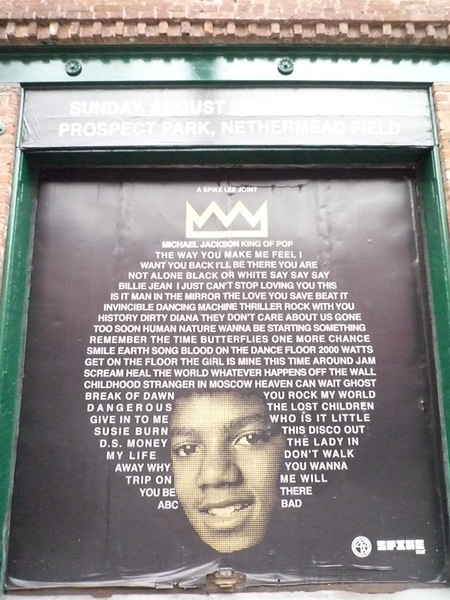 SUNDAY, AUGUST
PROSPECT PARK, NETHERMEAD FIELD
A SPIKE LEE JOINT
MICHAEL JACKSON KING OF POP
THE WAY YOU MAKE ME FEEL I
WANT YOU BACK I'LL BE THERE YOU ARE
NOT ALONE BLACK OR WHITE SAY SAY SAY
BILLIE JEAN I JUST CAN'T STOP LOVING YOU THIS
IS IT MAN IN THE MIRROR THE LOVE YOU SAVE BEAT IT
INVINCIBLE DANCING MACHINE THRILLER ROCK WITH YOU
HISTORY DIRTY DIANA THEY DON'T CARE ABOUT US GONE
TOO SOON HUMAN NATURE WANNA BE STARTING SOMETHING
REMEMBER THE TIME BUTTERFLIES ONE MORE CHANCE
SMILE EARTH SONG BLOOD ON THE DANCE FLOOR 2000 WATTS
GET ON THE FLOOR THE GIRL IS MINE THIS TIME AROUND JAM
SCREAM HEAL THE WORLD WHATEVER HAPPENS OFF THE WALL
CHILDHOOD STRANGER IN MOSCOW HEAVEN CAN WAIT GHOST
BREAK OF DAWN YOU ROCK MY WORLD
DANGEROUS THE LOST CHILDREN
GIVE IN TO ME WHO IS IT LITTLE
SUSIE BURN THIS DISCO OUT
D.S. MONEY THE LADY IN
MY LIFE DON'T WALK
AWAY WHY YOU WANNA
TRIP ON ME WILL
YOU BE THERE
ABC BAD
SPIKE